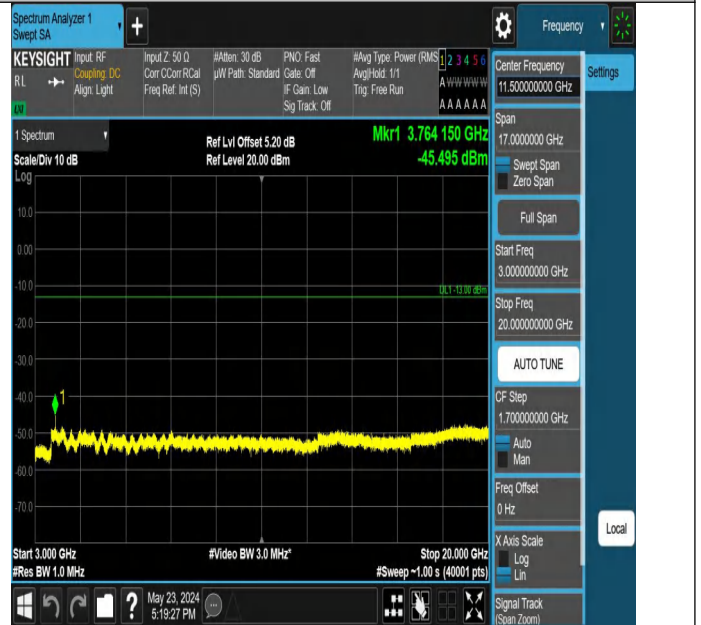 Spectrum Analyzer 1
Swept SA
+
Frequency
KEYSIGHT
RL
LXI
Input: RF
Coupling: DC
Align: Light
Input Z: 50 Ω
Corr CCorr RCal
Freq Ref: Int (S)
#Atten: 30 dB
µW Path: Standard
PNO: Fast
Gate: Off
IF Gain: Low
Sig Track: Off
#Avg Type: Power (RMS
Avg|Hold: 1/1
Trig: Free Run
1 2 3 4 5 6
A W W W W W
A A A A A A
1 Spectrum
Scale/Div 10 dB
Log
Ref Lvl Offset 5.20 dB
Ref Level 20.00 dBm
Mkr1 3.764 150 GHz
-45.495 dBm
10.0
0.00
-10.0
DL1 -13.00 dBm
-20.0
-30.0
-40.0
1
-50.0
-60.0
-70.0
Start 3.000 GHz
#Res BW 1.0 MHz
#Video BW 3.0 MHz*
Stop 20.000 GHz
#Sweep ~1.00 s (40001 pts)
Center Frequency
11.500000000 GHz
Settings
Span
17.0000000 GHz
Swept Span
Zero Span
Full Span
Start Freq
3.000000000 GHz
Stop Freq
20.000000000 GHz
AUTO TUNE
CF Step
1.700000000 GHz
Auto
Man
Freq Offset
0 Hz
X Axis Scale
Log
Lin
Local
Signal Track
(Span Zoom)
?
May 23, 2024
5:19:27 PM